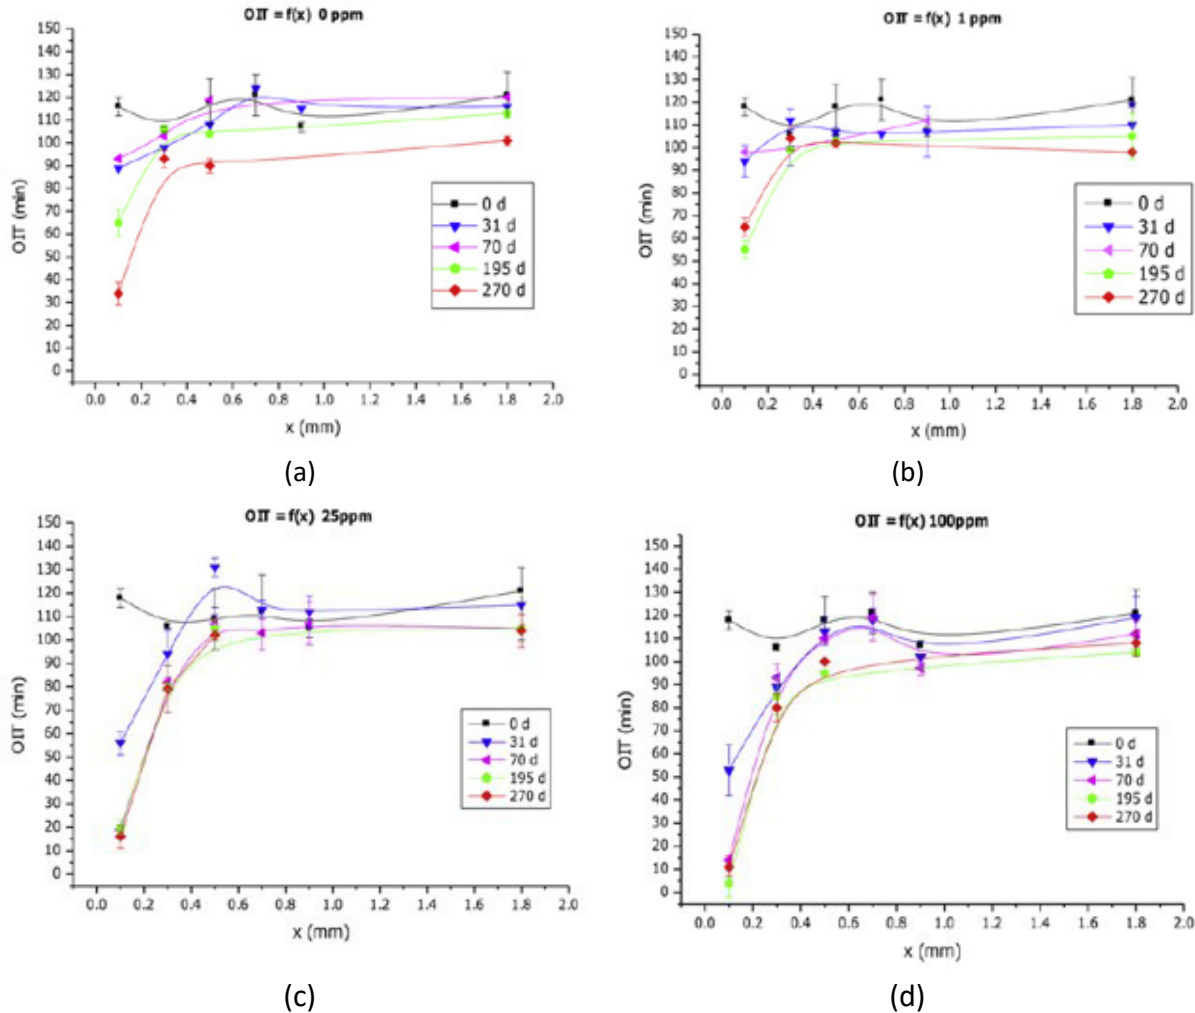 OIT = f(x) 0 ppm
150
140
130
120
110
100
90
80
70
60
50
40
30
20
10
0
OIT (min)
0 d
31 d
70 d
195 d
270 d
0.0 0.2 0.4 0.6 0.8 1.0 1.2 1.4 1.6 1.8 2.0
x (mm)
(a)
OIT = f(x) 1 ppm
150
140
130
120
110
100
90
80
70
60
50
40
30
20
10
0
OIT (min)
0 d
31 d
70 d
195 d
270 d
0.0 0.2 0.4 0.6 0.8 1.0 1.2 1.4 1.6 1.8 2.0
x (mm)
(b)
OIT = f(x) 25ppm
150
140
130
120
110
100
90
80
70
60
50
40
30
20
10
0
OIT (min)
0 d
31 d
70 d
195 d
270 d
0.0 0.2 0.4 0.6 0.8 1.0 1.2 1.4 1.6 1.8 2.0
x (mm)
(c)
OIT = f(x) 100ppm
150
140
130
120
110
100
90
80
70
60
50
40
30
20
10
0
OIT (min)
0 d
31 d
70 d
195 d
270 d
0.0 0.2 0.4 0.6 0.8 1.0 1.2 1.4 1.6 1.8 2.0
x (mm)
(d)